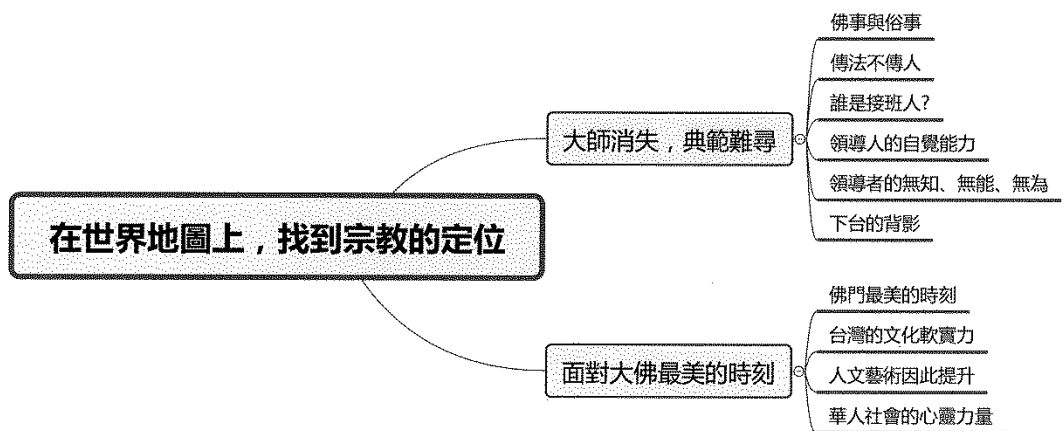 在世界地圖上，找到宗教的定位
大師消失，典範難尋
佛事與俗事
傳法不傳人
誰是接班人?
領導人的自覺能力
領導者的無知、無能、無為
下台的背影
面對大佛最美的時刻
佛門最美的時刻
台灣的文化軟實力
人文藝術因此提升
華人社會的心靈力量